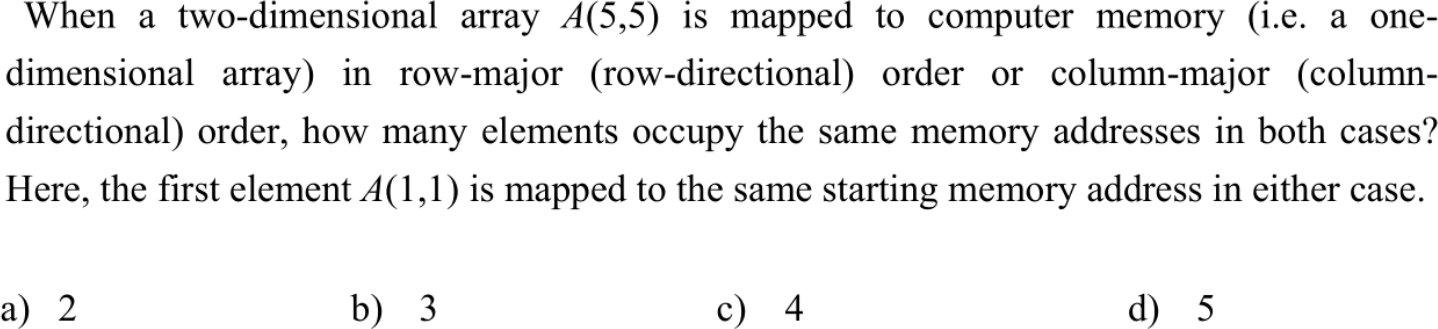 When a two-dimensional array A(5,5) is mapped to computer memory (i.e. a one-
dimensional array) in row-major (row-directional) order or column-major (column-
directional) order, how many elements occupy the same memory addresses in both cases?
Here, the first element A(1,1) is mapped to the same starting memory address in either case.
a) 2 b) 3 c) 4 d) 5